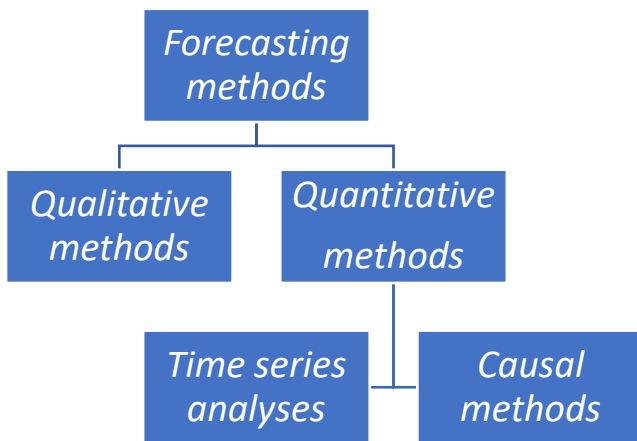 Forecasting
methods
Qualitative
methods
Quantitative
methods
Time series
analyses
Causal
methods